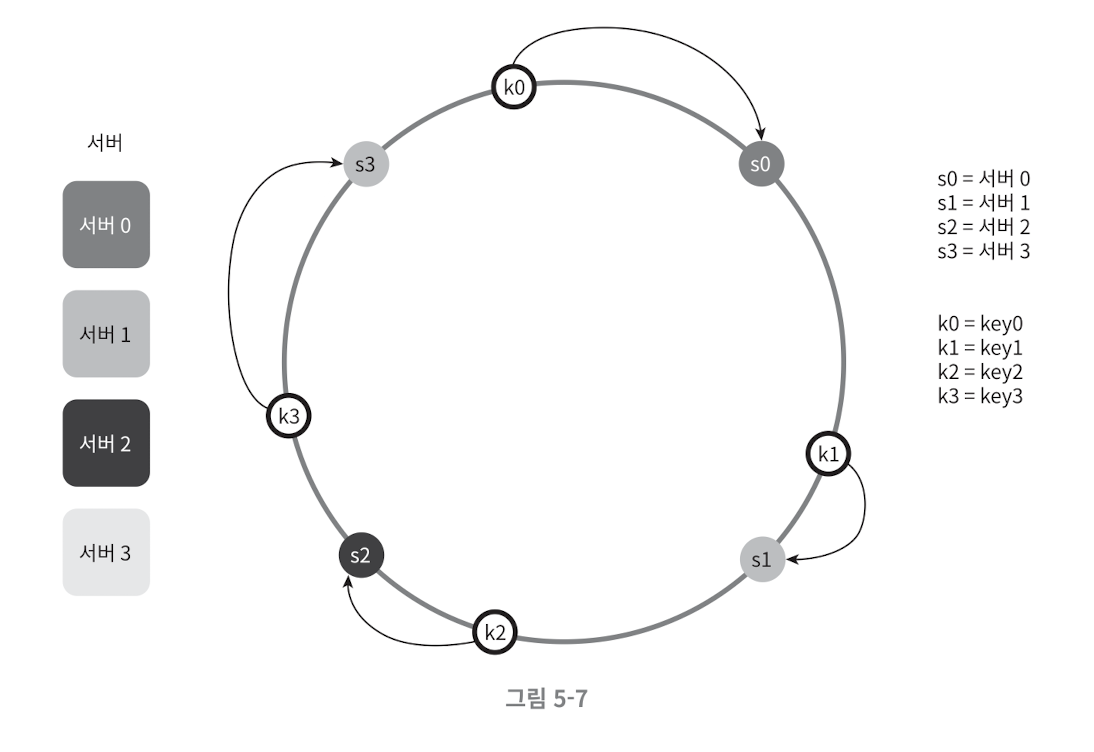 서버
서버 0
서버 1
서버 2
서버 3
k0
s3
s0
k3
k1
s2
s1
k2
s0 = 서버 0
s1 = 서버 1
s2 = 서버 2
s3 = 서버 3
k0 = key0
k1 = key1
k2 = key2
k3 = key3
그림 5-7